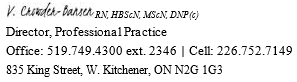 V. Crowder-Bansen RN, HBScN, MScN, DNP(c)
Director, Professional Practice
Office: 519.749.4300 ext. 2346 | Cell: 226.752.7149
835 King Street, W. Kitchener, ON N2G 1G3